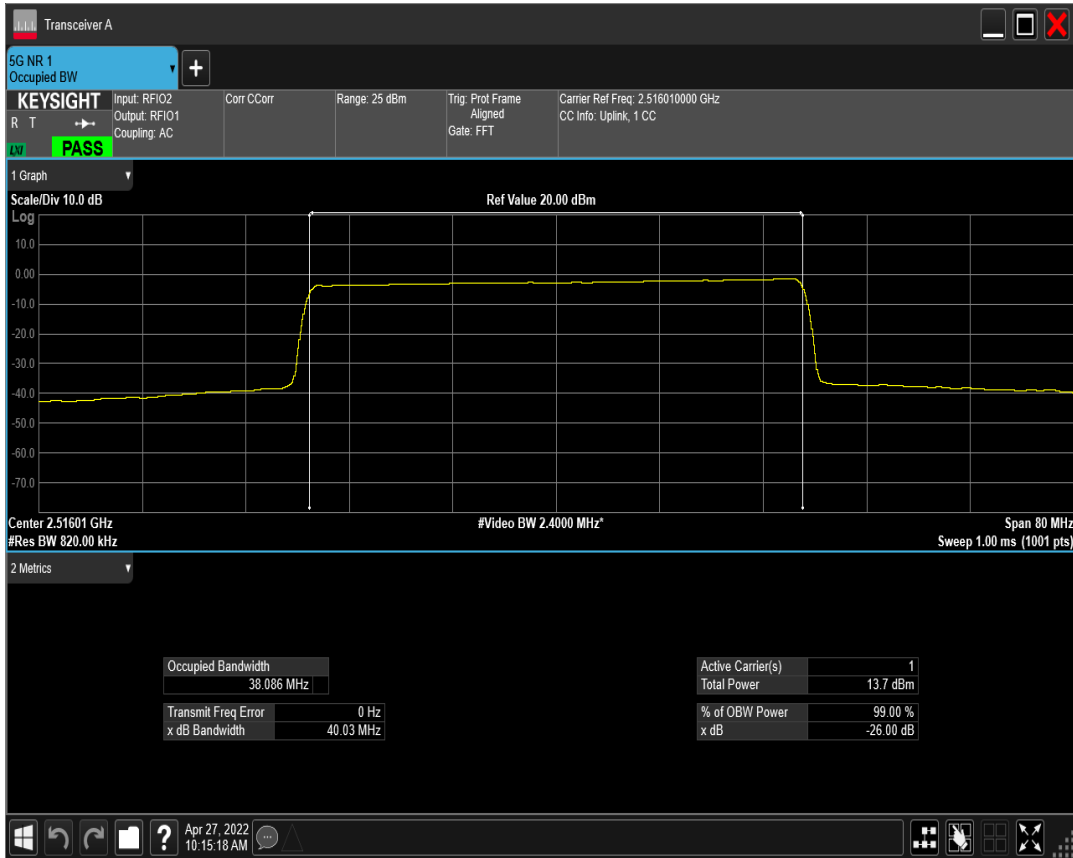 Transceiver A
5G NR 1
Occupied BW
+
KEYSIGHT
R T
LXI
PASS
Input: RFIO2
Output: RFIO1
Coupling: AC
Corr CCorr
Range: 25 dBm
Trig: Prot Frame
Aligned
Gate: FFT
Carrier Ref Freq: 2.516010000 GHz
CC Info: Uplink, 1 CC
1 Graph
Scale/Div 10.0 dB
Ref Value 20.00 dBm
Log
10.0
0.00
-10.0
-20.0
-30.0
-40.0
-50.0
-60.0
-70.0
Center 2.51601 GHz
#Video BW 2.4000 MHz*
Span 80 MHz
#Res BW 820.00 kHz
Sweep 1.00 ms (1001 pts)
2 Metrics
Occupied Bandwidth
38.086 MHz
Transmit Freq Error 0 Hz
x dB Bandwidth 40.03 MHz
Active Carrier(s) 1
Total Power 13.7 dBm
% of OBW Power 99.00 %
x dB -26.00 dB
?
Apr 27, 2022
10:15:18 AM